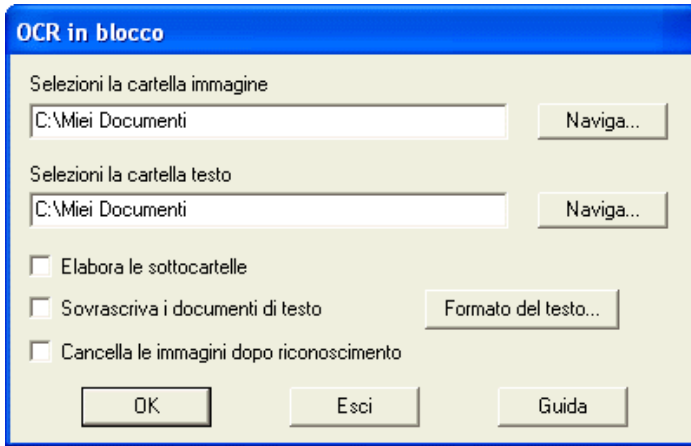 OCR in blocco
Selezioni la cartella immagine
C:\Miei Documenti
Naviga...
Selezioni la cartella testo
C:\Miei Documenti
Naviga...
Elabora le sottocartelle
Sovrascriva i documenti di testo
Formato del testo...
Cancella le immagini dopo riconoscimento
OK
Esci
Guida